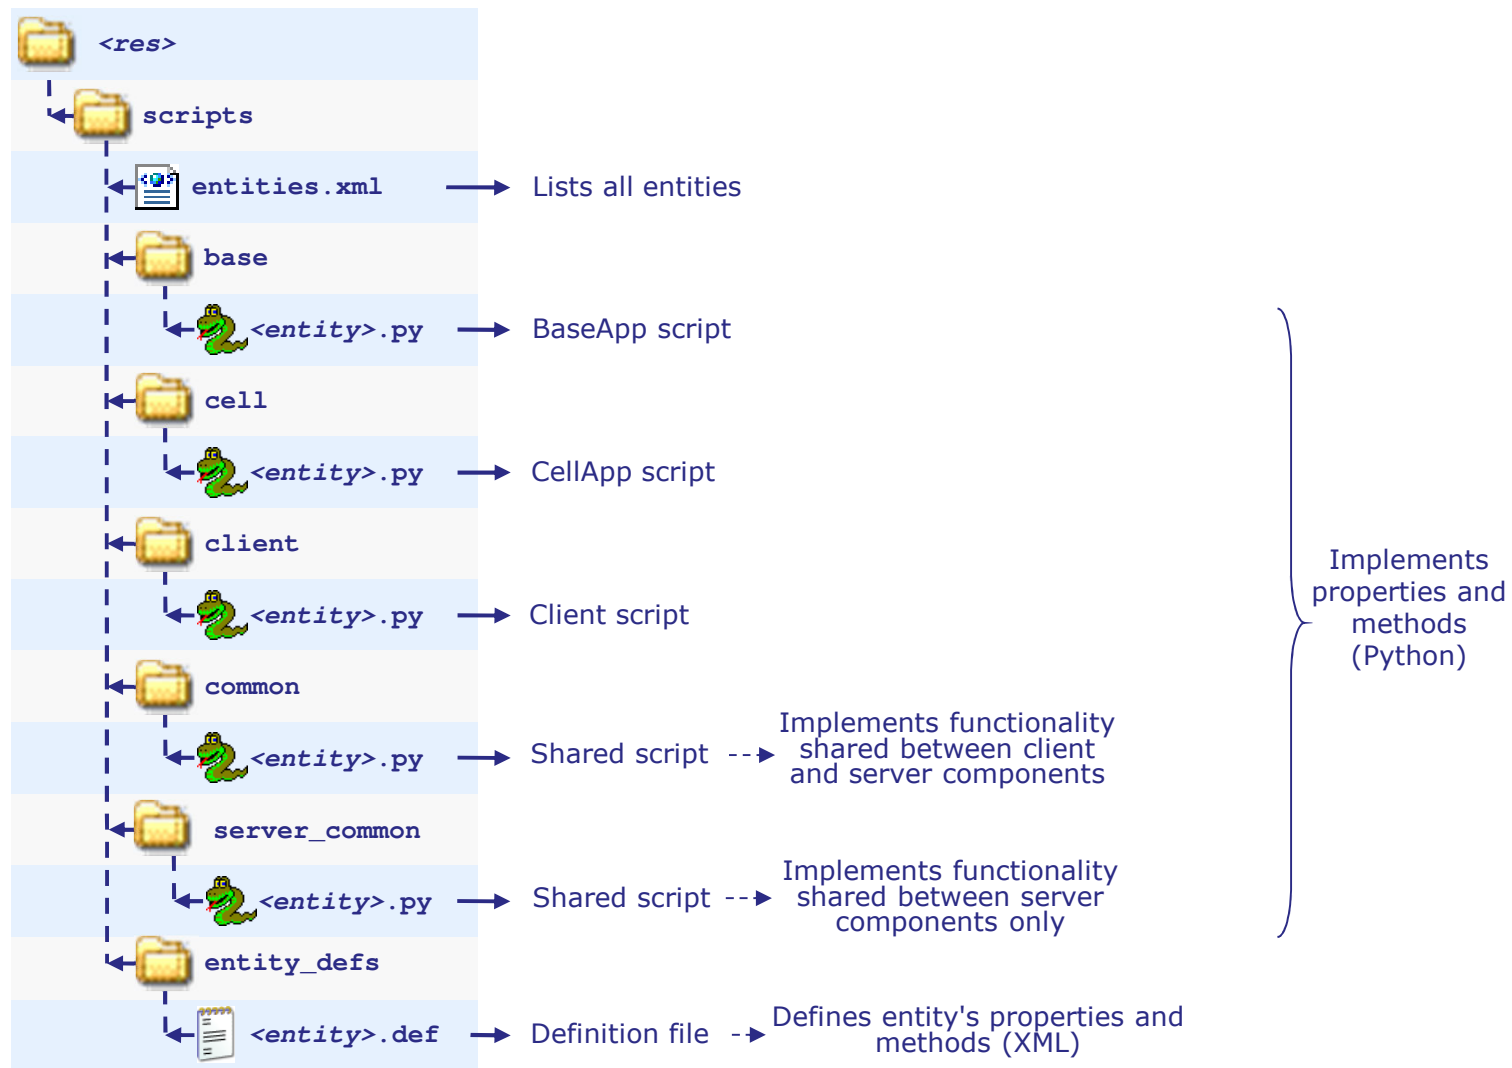 <res>
scripts
entities.xml
Lists all entities
base
<entity>.py
BaseApp script
cell
<entity>.py
CellApp script
client
<entity>.py
Client script
Implements
properties and
methods
(Python)
common
<entity>.py
Shared script
Implements functionality
shared between client
and server components
server_common
<entity>.py
Shared script
Implements functionality
shared between server
components only
entity_defs
<entity>.def
Definition file
Defines entity's properties and
methods (XML)